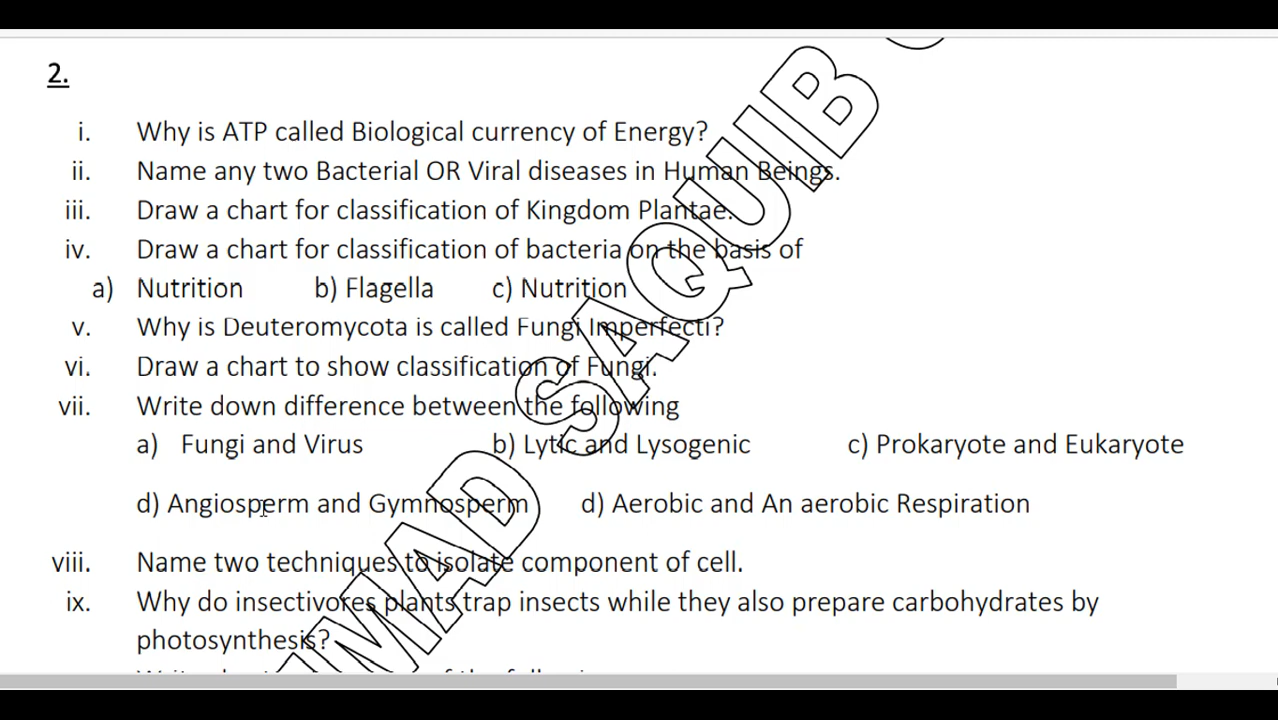 2.
i. Why is ATP called Biological currency of Energy?
ii. Name any two Bacterial OR Viral diseases in Human Beings.
iii. Draw a chart for classification of Kingdom Plantae.
iv. Draw a chart for classification of bacteria on the basis of
a) Nutrition b) Flagella c) Nutrition
v. Why is Deuteromycota is called Fungi Imperfecti?
vi. Draw a chart to show classification of Fungi.
vii. Write down difference between the following
a) Fungi and Virus b) Lytic and Lysogenic c) Prokaryote and Eukaryote
d) Angiosperm and Gymnosperm d) Aerobic and An aerobic Respiration
viii. Name two techniques to isolate component of cell.
ix. Why do insectivores plants trap insects while they also prepare carbohydrates by
photosynthesis?
SAQUIB